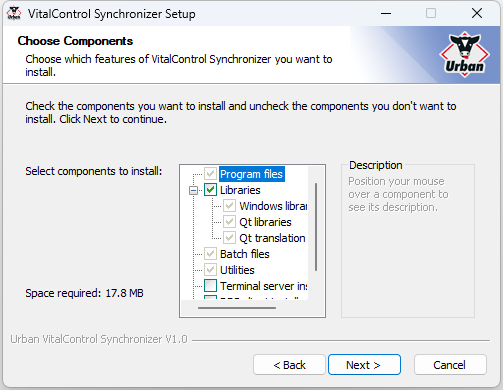 VitalControl Synchronizer Setup
Choose Components
Choose which features of VitalControl Synchronizer you want to
install.
Urban
Check the components you want to install and uncheck the components you don't want to
install. Click Next to continue.
Select components to install:
Program files
Libraries
Windows librar
Qt libraries
Qt translation
Batch files
Utilities
Terminal server ins
Description
Position your mouse
over a component to
see its description.
Space required: 17.8 MB
Urban VitalControl Synchronizer V1.0
< Back
Next >
Cancel